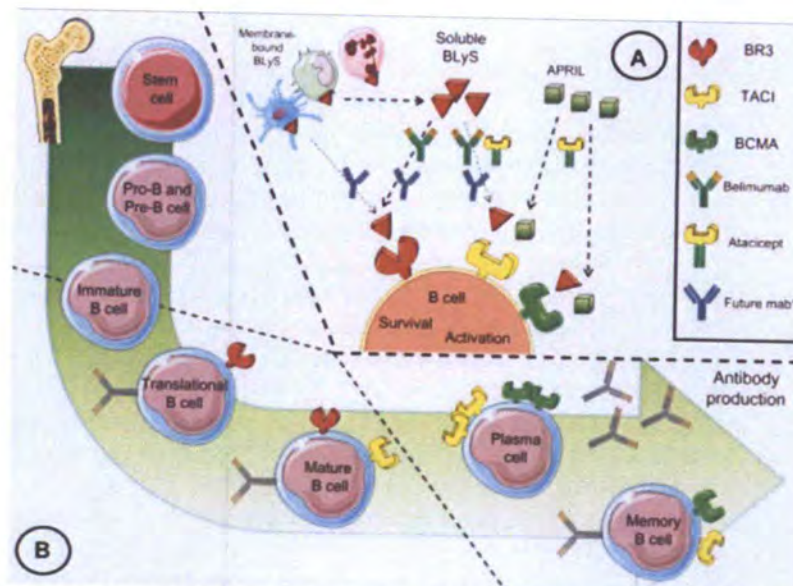 Membrane-
bound
BLyS
Soluble
BLyS
APRIL
A
BR3
TACI
BCMA
Belimumab
Atacicept
Future mab
B cell
Survival
Activation
Stem
cell
Pro-B and
Pre-B cell
Immature
B cell
Translational
B cell
Mature
B cell
Plasma
cell
Memory
B cell
Antibody
production
B